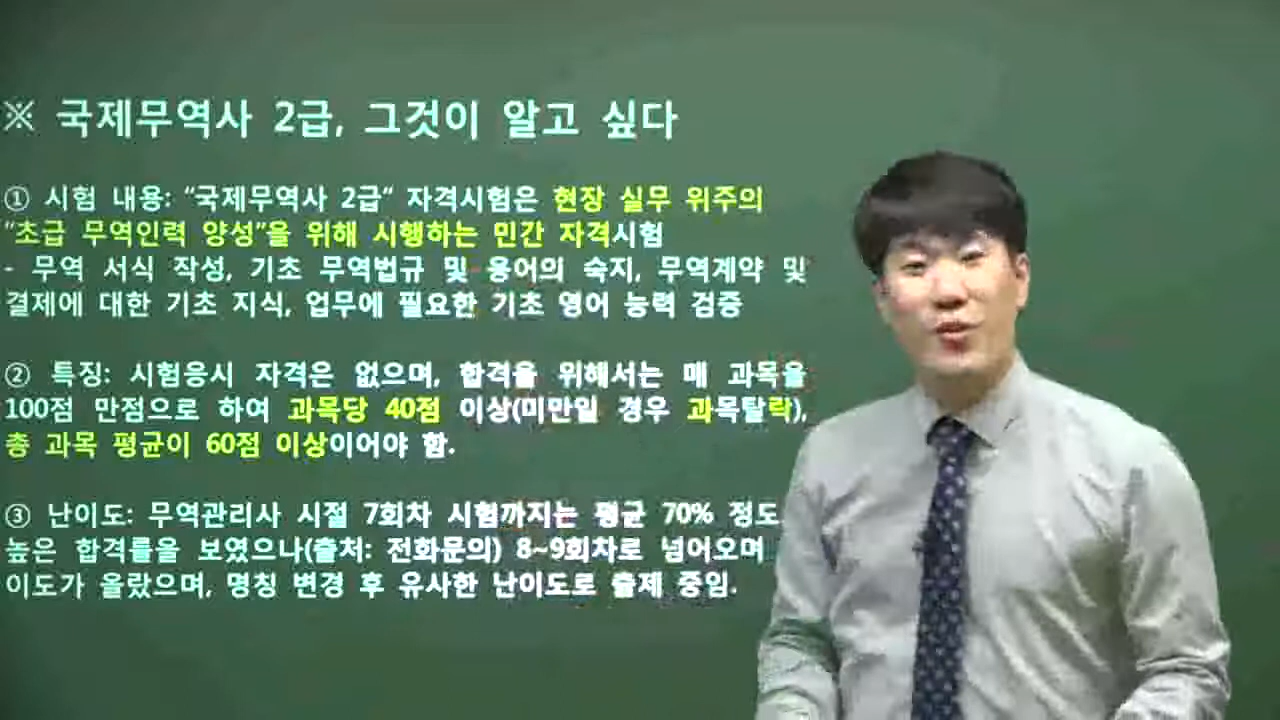 ※ 국제무역사 2급, 그것이 알고 싶다
① 시험 내용: "국제무역사 2급" 자격시험은 현장 실무 위주의
"초급 무역인력 양성"을 위해 시행하는 민간 자격시험
- 무역 서식 작성, 기초 무역법규 및 용어의 숙지, 무역계약 및
결제에 대한 기초 지식, 업무에 필요한 기초 영어 능력 검증
② 특징: 시험응시 자격은 없으며, 합격을 위해서는 매 과목을
100점 만점으로 하여 과목당 40점 이상(미만일 경우 과목탈락),
총 과목 평균이 60점 이상이어야 함.
③ 난이도: 무역관리사 시절 7회차 시험까지는 평균 70% 정도
높은 합격률을 보였으나(출처: 전화문의) 8~9회차로 넘어오며
이도가 올랐으며, 명칭 변경 후 유사한 난이도로 출제 중임.